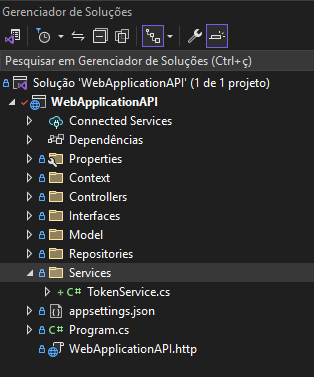 Gerenciador de Soluções
Pesquisar em Gerenciador de Soluções (Ctrl+ç)
Solução 'WebApplicationAPI' (1 de 1 projeto)
WebApplicationAPI
Connected Services
Dependências
Properties
Context
Controllers
Interfaces
Model
Repositories
Services
+ C# TokenService.cs
appsettings.json
C# Program.cs
WebApplicationAPI.http